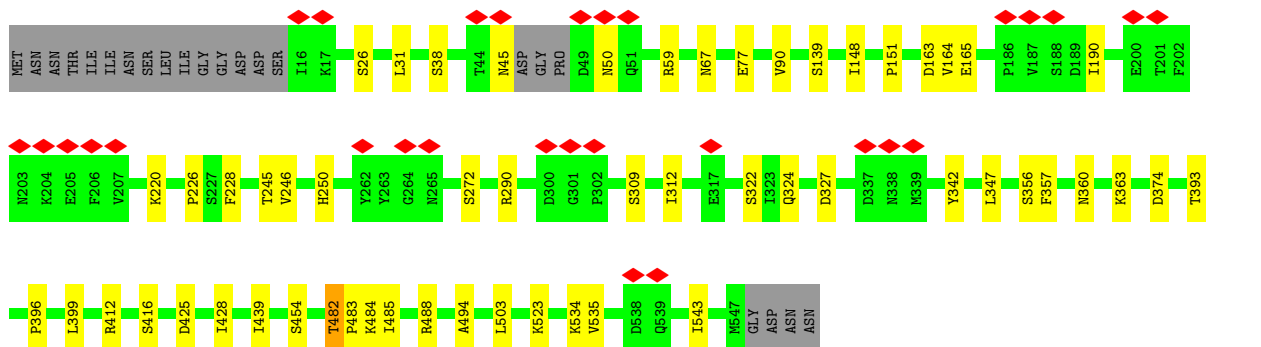 MET ASN ASN THR ILE ILE ASN SER LEU ILE GLY GLY ASP ASP SER I16 K17 S26 L31 S38 T44 N45 ASP GLY PRO D49 N50 Q51 R59 N67 E77 V90 S139 I148 P151 D163 V164 E165 P186 V187 S188 D189 I190 E200 T201 F202
N203 K204 E205 F206 V207 K220 P226 S227 F228 T245 V246 H250 Y262 Y263 G264 N265 S272 R290 D300 G301 P302 S309 I312 E317 S322 I323 Q324 D327 D337 N338 M339 Y342 L347 S356 F357 N360 K363 D374 T393
P396 L399 R412 S416 D425 I428 I439 S454 T482 P483 K484 I485 R488 A494 L503 K523 K534 V535 D538 Q539 I543 M547 GLY ASP ASN ASN